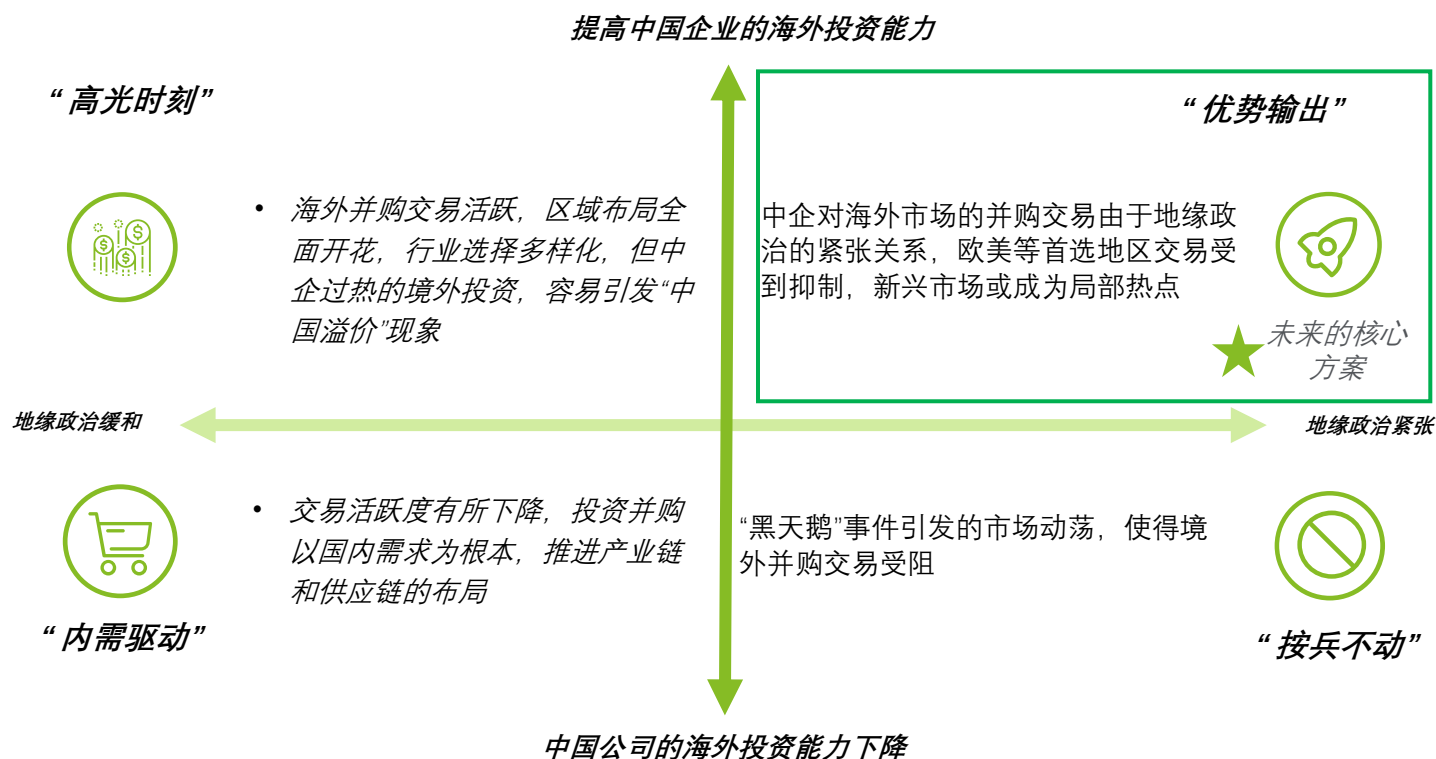 提高中国企业的海外投资能力
“高光时刻”
“优势输出”
• 海外并购交易活跃，区域布局全
面开花，行业选择多样化，但中
企过热的境外投资，容易引发“中
国溢价”现象
中企对海外市场的并购交易由于地缘政
治的紧张关系，欧美等首选地区交易受
到抑制，新兴市场或成为局部热点
未来的核心
方案
地缘政治缓和
地缘政治紧张
• 交易活跃度有所下降，投资并购
以国内需求为根本，推进产业链
和供应链的布局
“黑天鹅”事件引发的市场动荡，使得境
外并购交易受阻
“内需驱动”
“按兵不动”
中国公司的海外投资能力下降